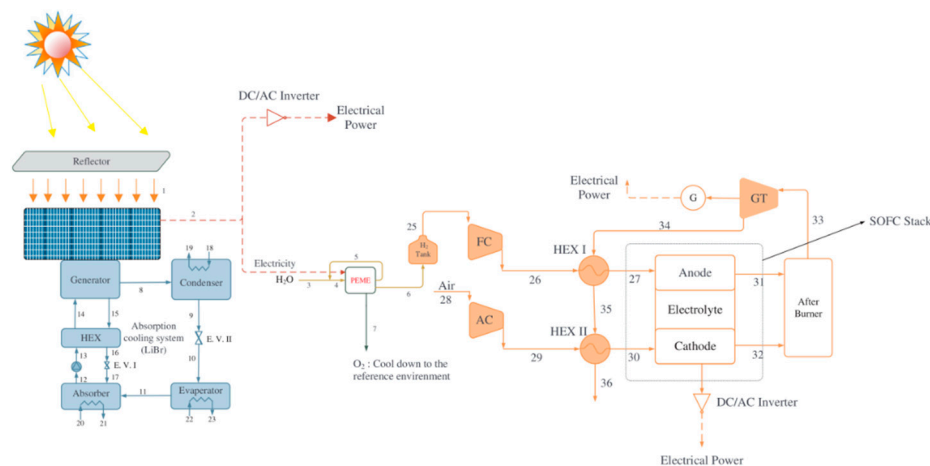 DC/AC Inverter
Electrical
Power
Reflector
1
2
Electrical
Power
G
GT
33
SOFC Stack
34
25
H₂
Tank
FC
HEX I
26
27
Anode
31
Electrolyte
After
Burner
Electricity
H₂O
3
4
5
PEME
6
7
O₂ : Cool down to the
reference envirenment
Air
28
AC
29
35
HEX II
30
Cathode
32
36
DC/AC Inverter
Electrical Power
19
18
Generator
8
Condenser
14
15
9
HEX
Absorption
cooling system
(LiBr)
E. V. II
13
16
E. V. I
10
12
17
Absorber
11
Evaporator
20
21
22
23